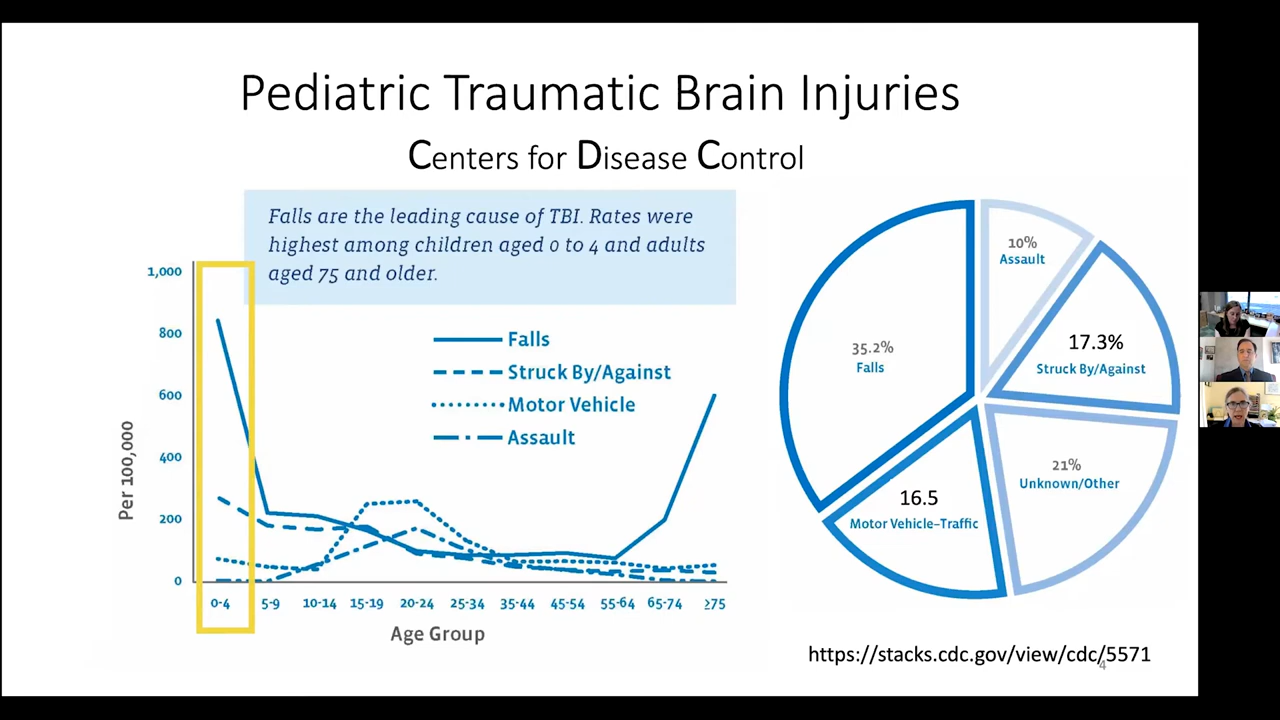 Pediatric Traumatic Brain Injuries
Centers for Disease Control
Falls are the leading cause of TBI. Rates were
highest among children aged 0 to 4 and adults
aged 75 and older.
1,000
800
600
400
200
0
Per 100,000
Falls
Struck By/Against
Motor Vehicle
Assault
0-4 5-9 10-14 15-19 20-24 25-34 35-44 45-54 55-64 65-74 ≥75
Age Group
10%
Assault
17.3%
Struck By/Against
35.2%
Falls
21%
Unknown/Other
16.5
Motor Vehicle–Traffic
https://stacks.cdc.gov/view/cdc/5571
4